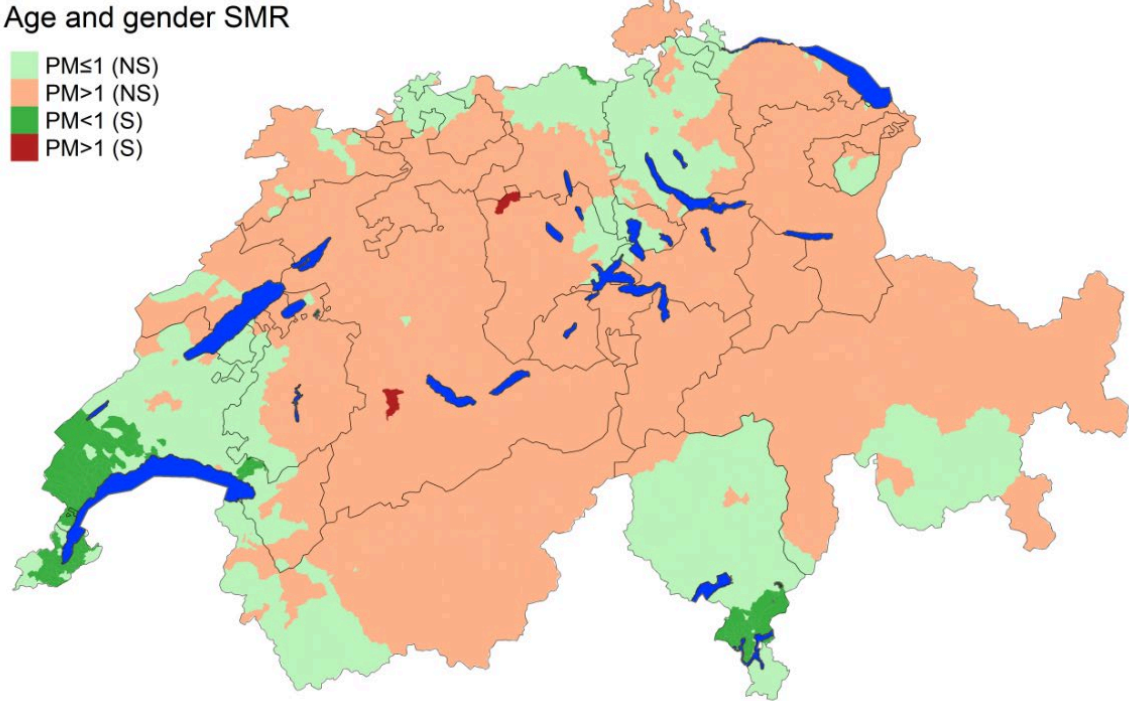 Age and gender SMR
PM≤1 (NS)
PM>1 (NS)
PM<1 (S)
PM>1 (S)